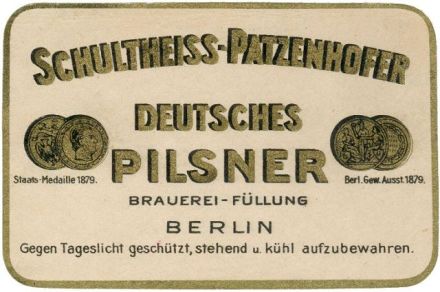 SCHULTHEISS-PATZENHOFER
DEUTSCHES
PILSNER
Staats-Medaille 1879.
Berl. Gew. Ausst. 1879.
BRAUEREI-FÜLLUNG
BERLIN
Gegen Tageslicht geschützt, stehend u. kühl aufzubewahren.